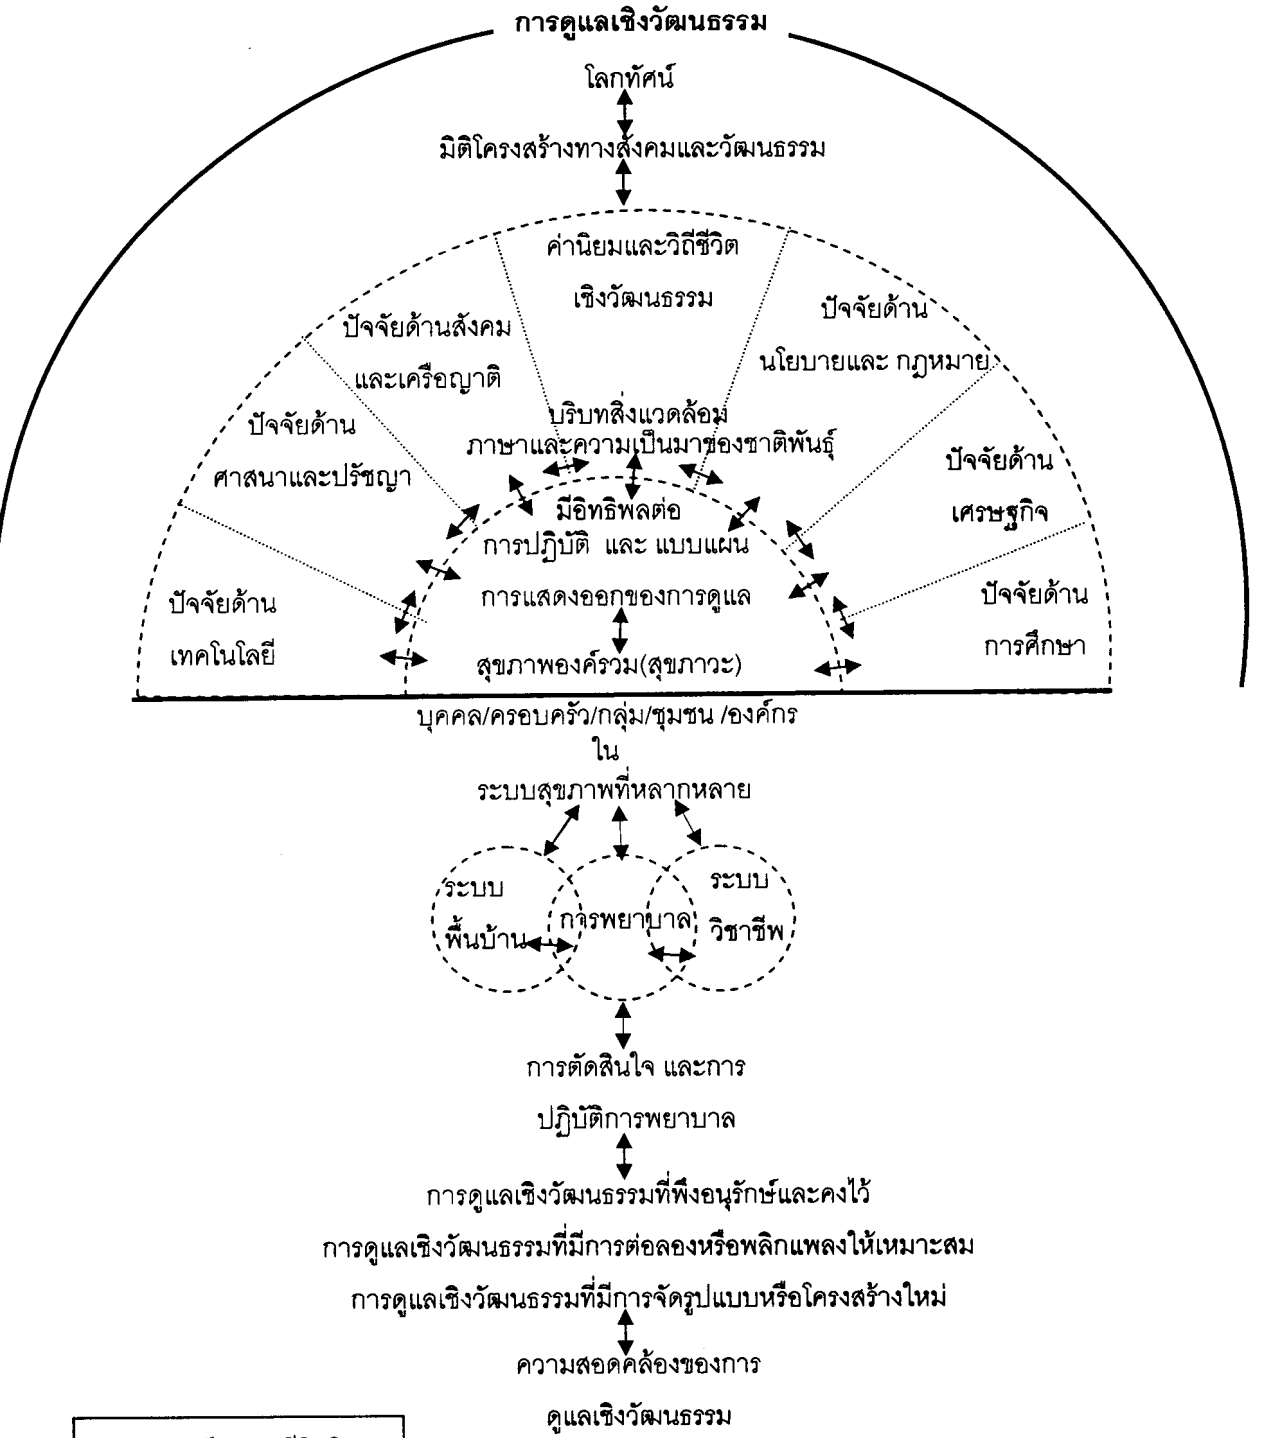 การดูแลเชิงวัฒนธรรม
โลกทัศน์
มิติโครงสร้างทางสังคมและวัฒนธรรม
ค่านิยมและวิถีชีวิต
เชิงวัฒนธรรม
ปัจจัยด้านสังคม
และเครือญาติ
ปัจจัยด้าน
นโยบายและ กฎหมาย
ปัจจัยด้าน
ศาสนาและปรัชญา
บริบทสิ่งแวดล้อม
ภาษาและความเป็นมาของชาติพันธุ์
ปัจจัยด้าน
เศรษฐกิจ
มีอิทธิพลต่อ
การปฏิบัติ และ แบบแผน
การแสดงออกของการดูแล
ปัจจัยด้าน
เทคโนโลยี
ปัจจัยด้าน
การศึกษา
สุขภาพองค์รวม(สุขภาวะ)
บุคคล/ครอบครัว/กลุ่ม/ชุมชน /องค์กร
ใน
ระบบสุขภาพที่หลากหลาย
ระบบ
พื้นบ้าน
การพยาบาล
ระบบ
วิชาชีพ
การตัดสินใจ และการ
ปฏิบัติการพยาบาล
การดูแลเชิงวัฒนธรรมที่พึงอนุรักษ์และคงไว้
การดูแลเชิงวัฒนธรรมที่มีการต่อลองหรือพลิกแพลงให้เหมาะสม
การดูแลเชิงวัฒนธรรมที่มีการจัดรูปแบบหรือโครงสร้างใหม่
ความสอดคล้องของการ
ดูแลเชิงวัฒนธรรม